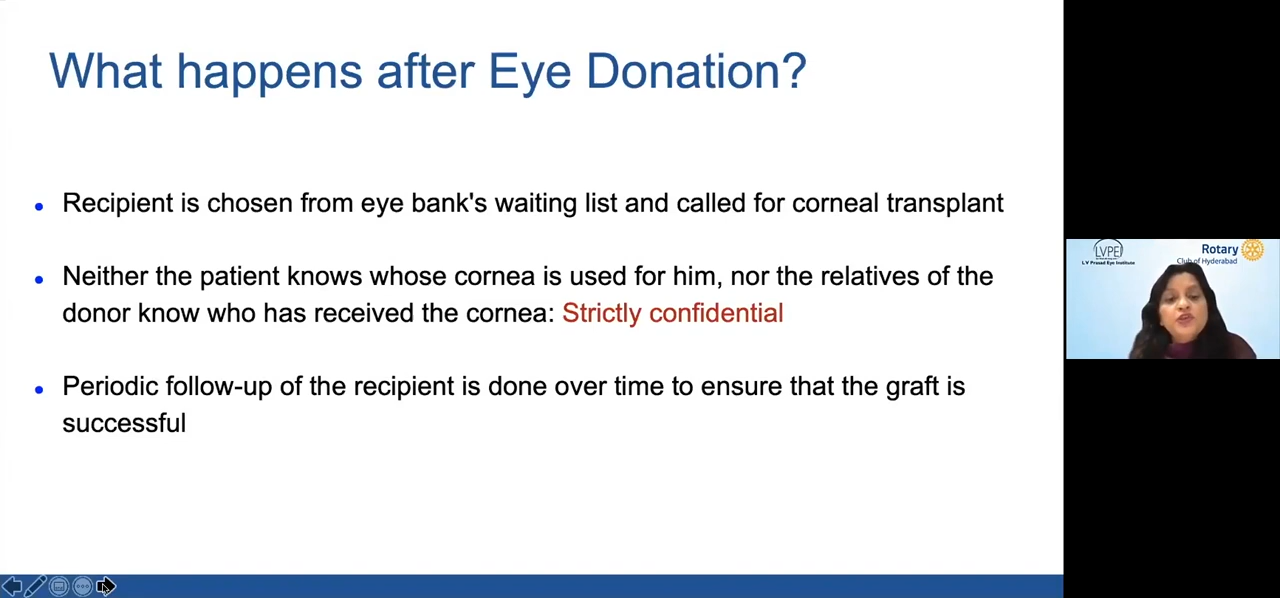 What happens after Eye Donation?
• Recipient is chosen from eye bank's waiting list and called for corneal transplant
• Neither the patient knows whose cornea is used for him, nor the relatives of the
donor know who has received the cornea: Strictly confidential
• Periodic follow-up of the recipient is done over time to ensure that the graft is
successful
LVPEI
L V Prasad Eye Institute
Rotary
Club of Hyderabad